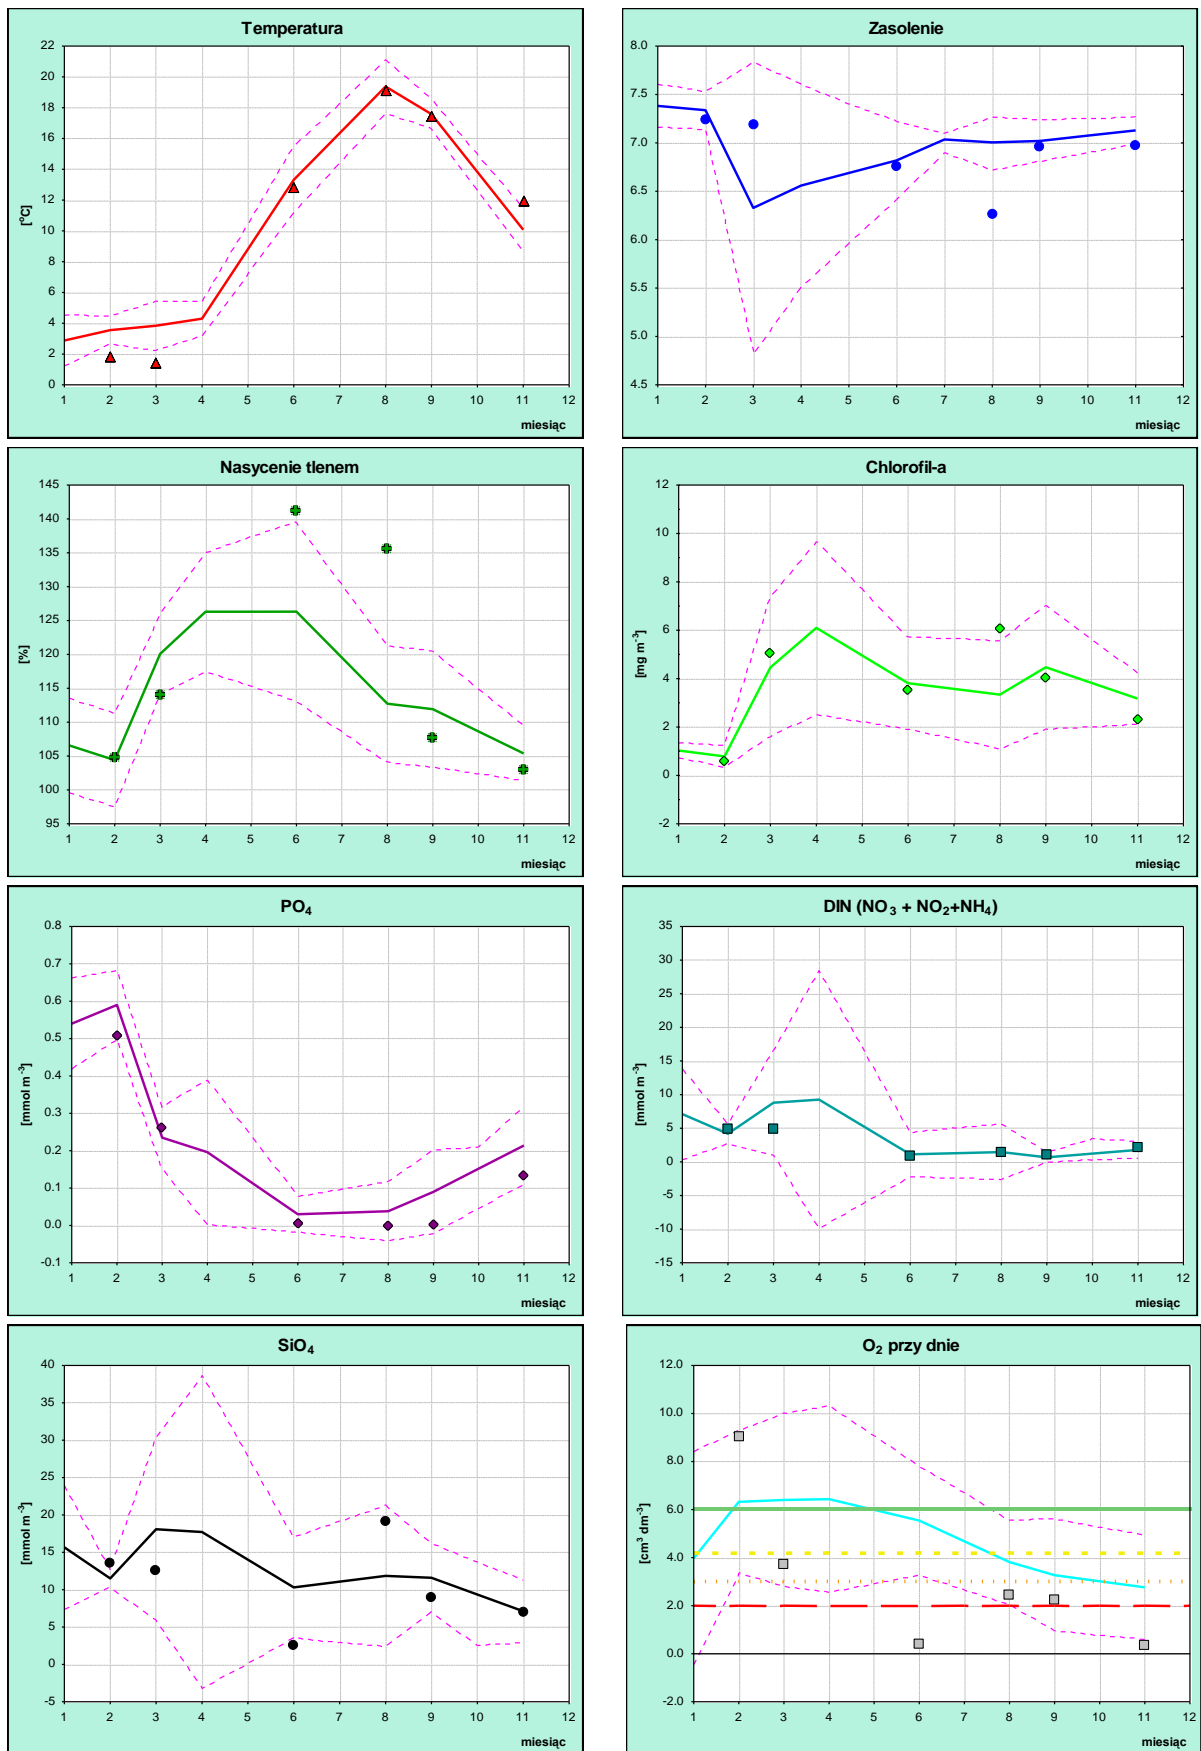 Temperatura
22
20
18
16
14
12
10
8
6
4
2
0
[°C]
1 2 3 4 5 6 7 8 9 10 11 12
miesiąc
Zasolenie
8.0
7.5
7.0
6.5
6.0
5.5
5.0
4.5
1 2 3 4 5 6 7 8 9 10 11 12
miesiąc
Nasycenie tlenem
145
140
135
130
125
120
115
110
105
100
95
[%]
1 2 3 4 5 6 7 8 9 10 11 12
miesiąc
Chlorofil-a
12
10
8
6
4
2
0
-2
[mg m⁻³]
1 2 3 4 5 6 7 8 9 10 11 12
miesiąc
PO₄
0.8
0.7
0.6
0.5
0.4
0.3
0.2
0.1
0.0
-0.1
[mmol m⁻³]
1 2 3 4 5 6 7 8 9 10 11 12
miesiąc
DIN (NO₃ + NO₂+NH₄)
35
30
25
20
15
10
5
0
-5
-10
-15
[mmol m⁻³]
1 2 3 4 5 6 7 8 9 10 11 12
miesiąc
SiO₄
40
35
30
25
20
15
10
5
0
-5
[mmol m⁻³]
1 2 3 4 5 6 7 8 9 10 11 12
miesiąc
O₂ przy dnie
12.0
10.0
8.0
6.0
4.0
2.0
0.0
-2.0
[cm³ dm⁻³]
1 2 3 4 5 6 7 8 9 10 11 12
miesiąc